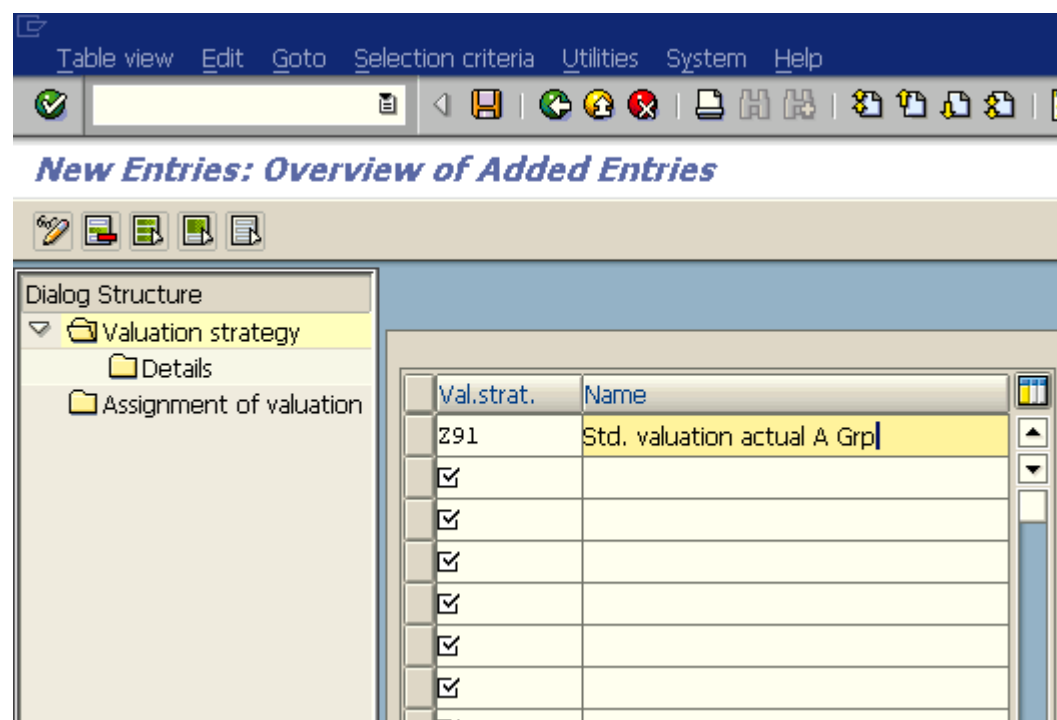 Table view Edit Goto Selection criteria Utilities System Help
New Entries: Overview of Added Entries
Dialog Structure
Valuation strategy
Details
Assignment of valuation
Val.strat. Name
Z91 Std. valuation actual A Grp